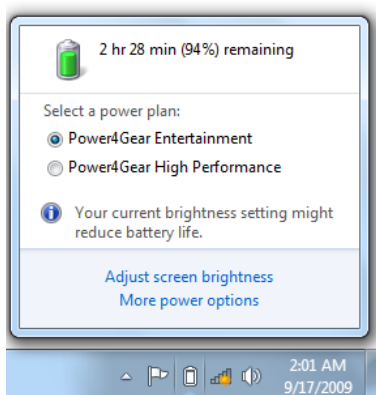 2 hr 28 min (94%) remaining
Select a power plan:
Power4Gear Entertainment
Power4Gear High Performance
Your current brightness setting might
reduce battery life.
Adjust screen brightness
More power options
2:01 AM
9/17/2009